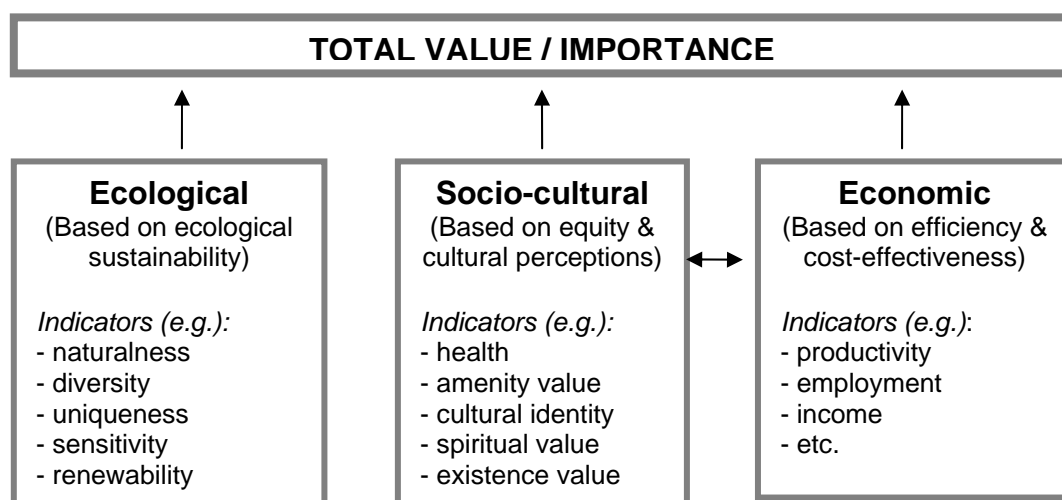 TOTAL VALUE / IMPORTANCE
Ecological
(Based on ecological
sustainability)
Indicators (e.g.):
- naturalness
- diversity
- uniqueness
- sensitivity
- renewability
Socio-cultural
(Based on equity &
cultural perceptions)
Indicators (e.g.):
- health
- amenity value
- cultural identity
- spiritual value
- existence value
Economic
(Based on efficiency &
cost-effectiveness)
Indicators (e.g.):
- productivity
- employment
- income
- etc.